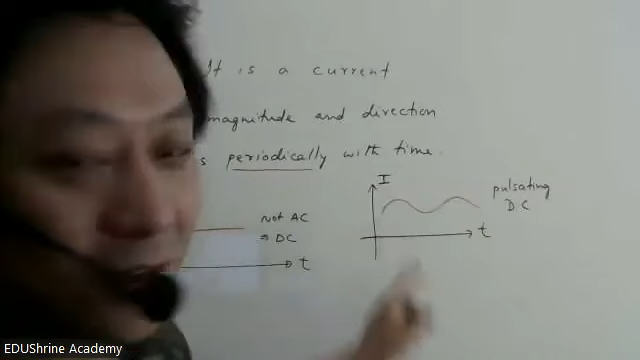 It is a current
magnitude and direction
s periodically with time.
I
pulsating
DC
t
not AC
⇒ DC
t
EDUShrine Academy